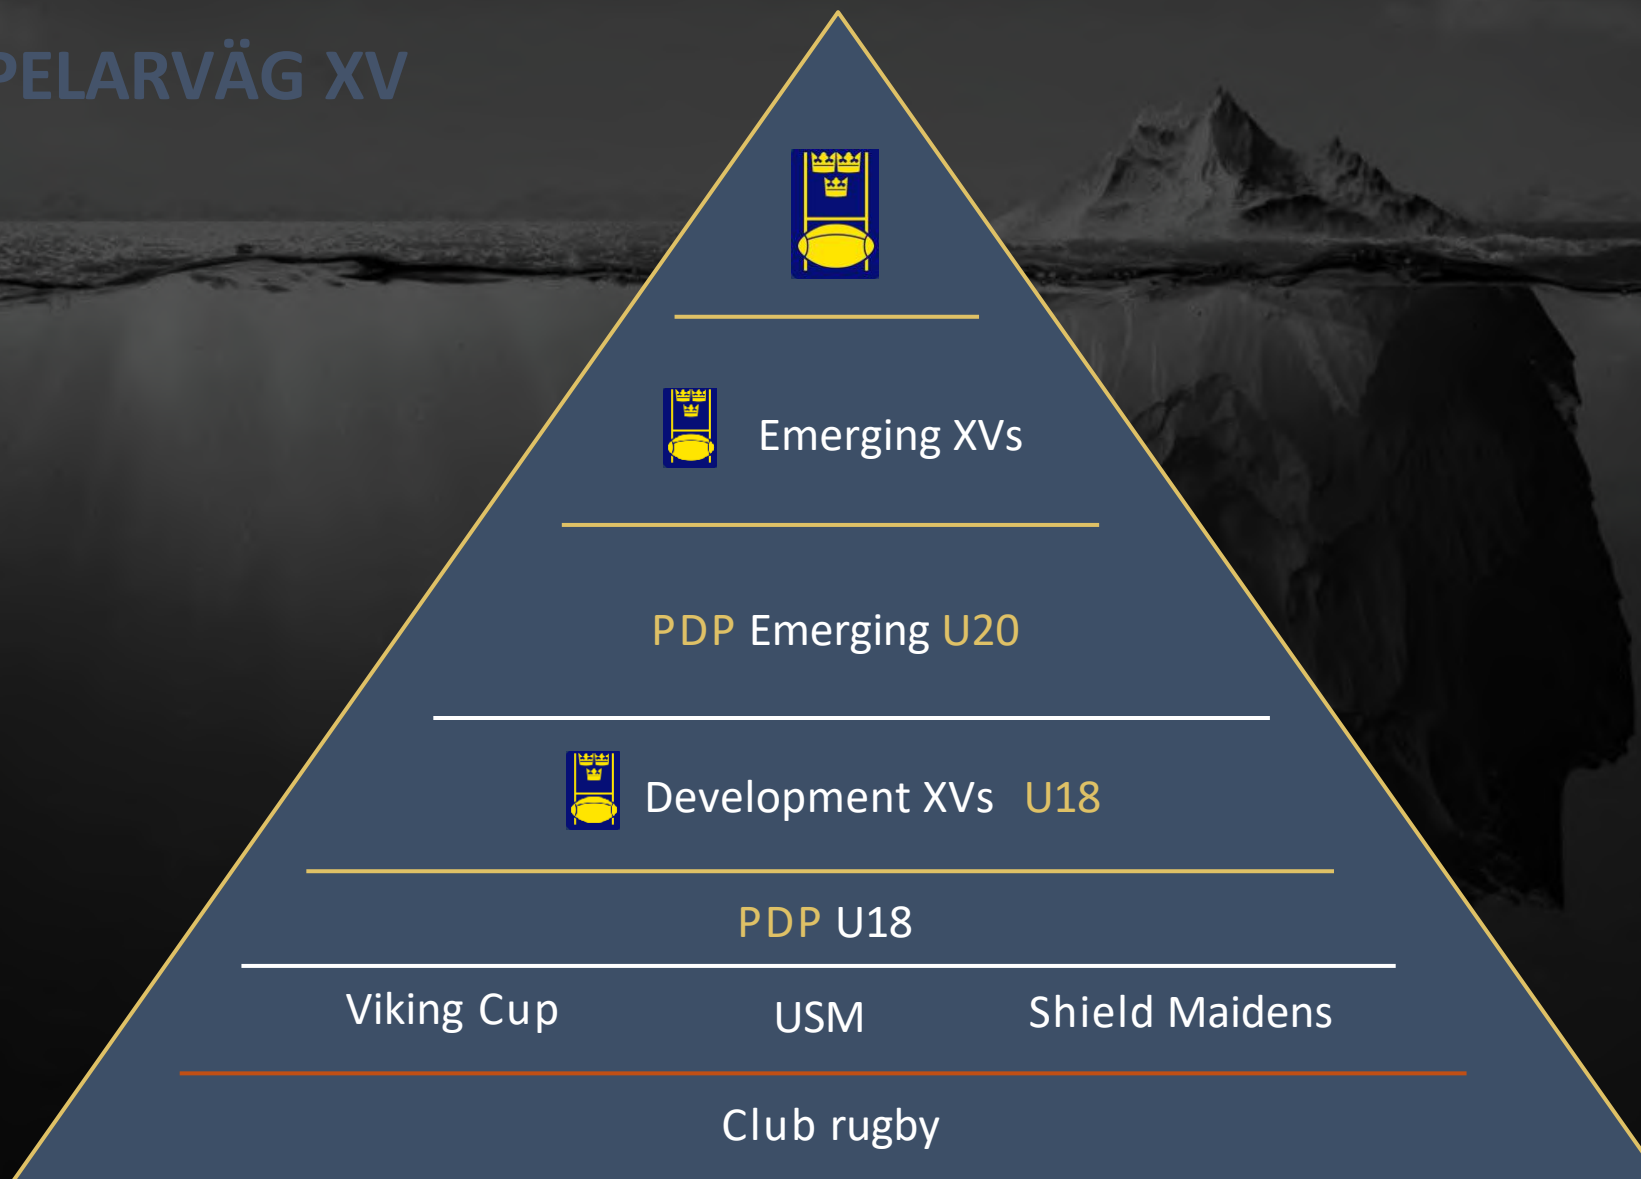 PELARVÄG XV
Emerging XVs
PDP Emerging U20
Development XVs U18
PDP U18
Viking Cup USM Shield Maidens
Club rugby